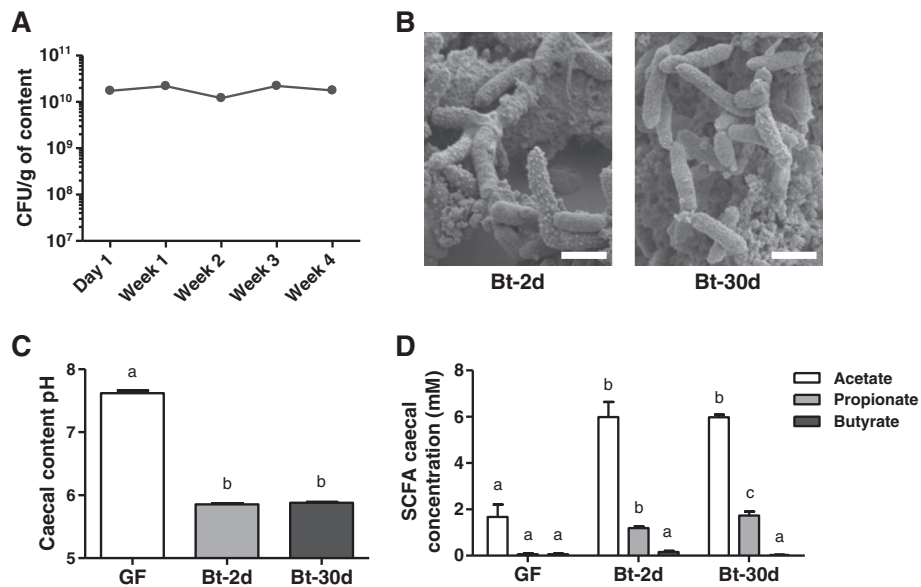 A
CFU/g of content
10¹¹
10¹⁰
10⁹
10⁸
10⁷
Day 1
Week 1
Week 2
Week 3
Week 4
B
Bt-2d
Bt-30d
C
Caecal content pH
8
7
6
5
a
b
b
GF
Bt-2d
Bt-30d
D
SCFA caecal
concentration (mM)
8
6
4
2
0
a
a
a
b
b
a
b
c
a
GF
Bt-2d
Bt-30d
Acetate
Propionate
Butyrate